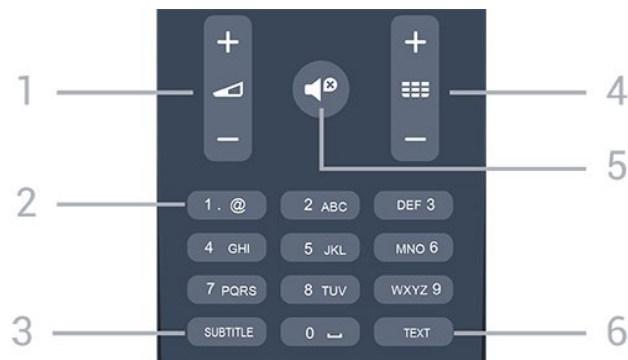 + +
1 4
5
− −
2 1 . @ 2 ABC DEF 3
4 GHI 5 JKL MNO 6
7 PQRS 8 TUV WXYZ 9
3 SUBTITLE 0 ⌴ TEXT 6